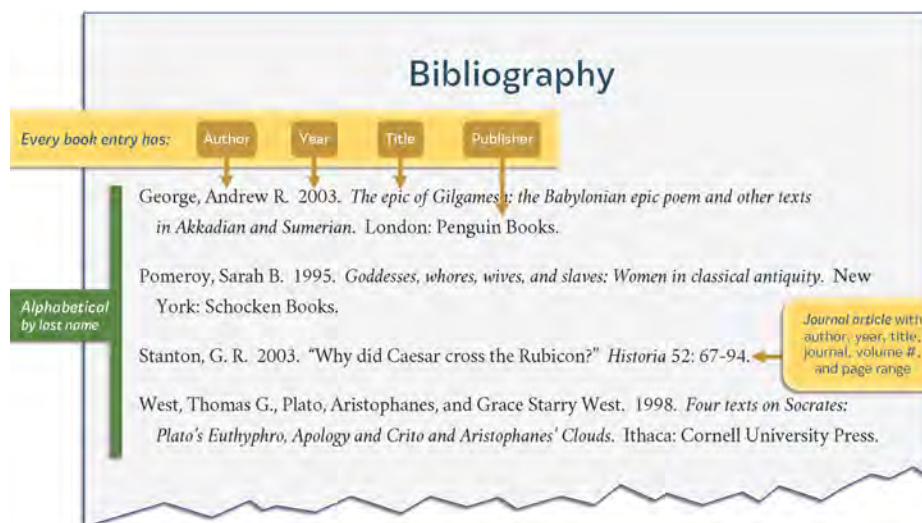 Bibliography
Every book entry has:
Author
Year
Title
Publisher
George, Andrew R. 2003. The epic of Gilgamesh: the Babylonian epic poem and other texts
in Akkadian and Sumerian. London: Penguin Books.
Pomeroy, Sarah B. 1995. Goddesses, whores, wives, and slaves: Women in classical antiquity. New
York: Schocken Books.
Alphabetical
by last name
Stanton, G. R. 2003. “Why did Caesar cross the Rubicon?” Historia 52: 67-94.
Journal article with
author, year, title,
journal, volume #,
and page range
West, Thomas G., Plato, Aristophanes, and Grace Starry West. 1998. Four texts on Socrates:
Plato’s Euthyphro, Apology and Crito and Aristophanes’ Clouds. Ithaca: Cornell University Press.